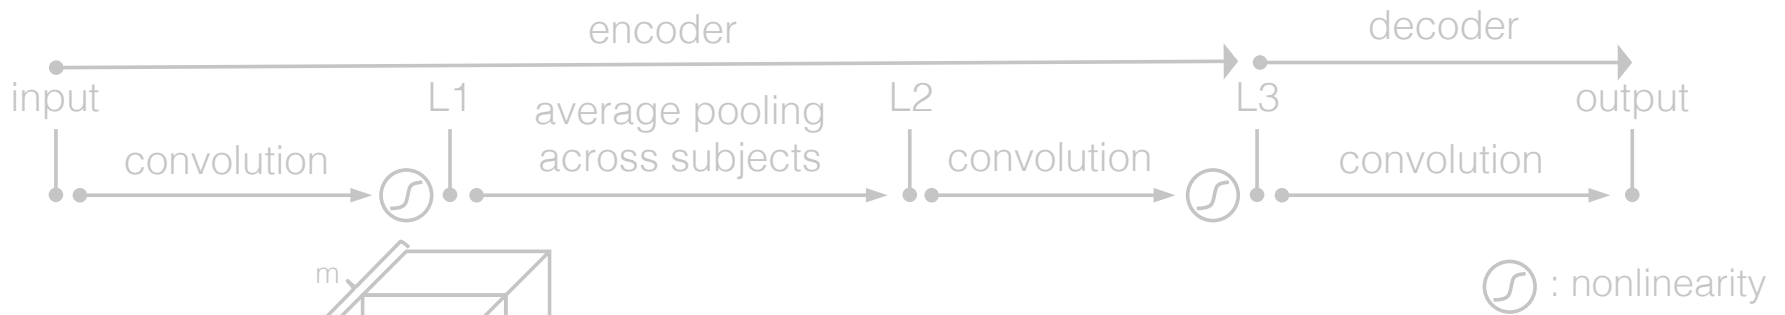 encoder
decoder
input
L1
average pooling
across subjects
L2
L3
output
convolution
convolution
convolution
m
: nonlinearity